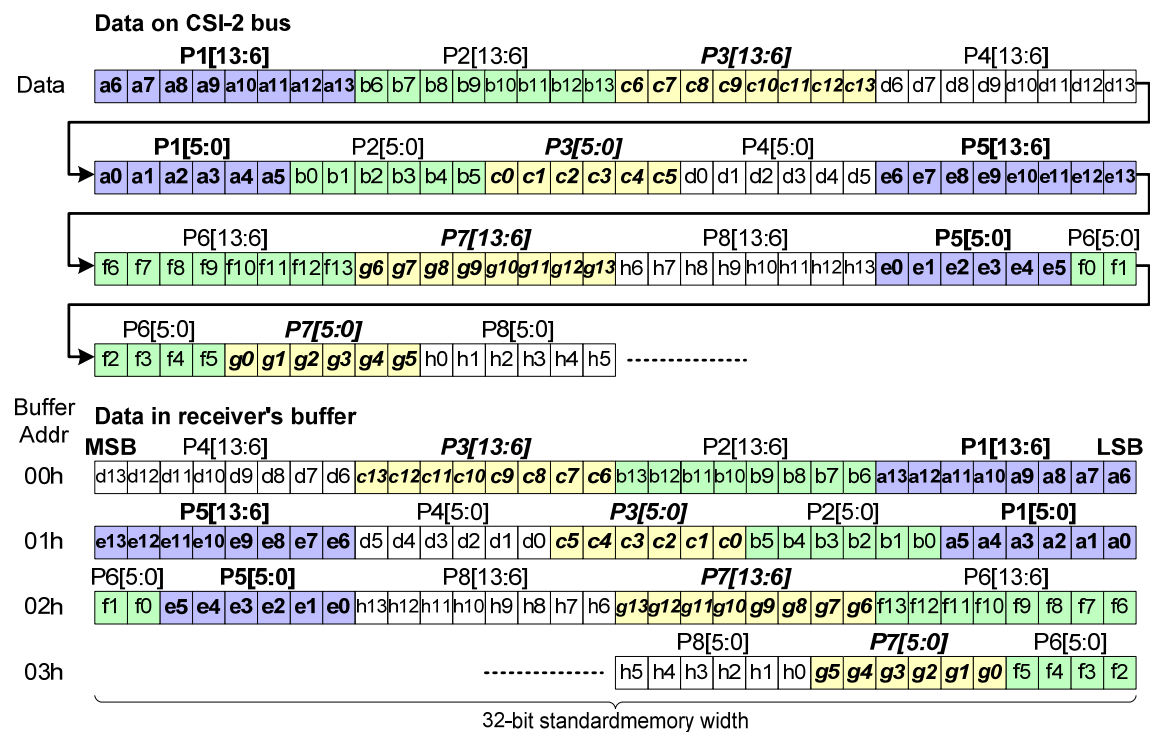 Data on CSI-2 bus
P1[13:6] P2[13:6] P3[13:6] P4[13:6]
Data a6 a7 a8 a9 a10 a11 a12 a13 b6 b7 b8 b9 b10 b11 b12 b13 c6 c7 c8 c9 c10 c11 c12 c13 d6 d7 d8 d9 d10 d11 d12 d13
P1[5:0] P2[5:0] P3[5:0] P4[5:0] P5[13:6]
a0 a1 a2 a3 a4 a5 b0 b1 b2 b3 b4 b5 c0 c1 c2 c3 c4 c5 d0 d1 d2 d3 d4 d5 e6 e7 e8 e9 e10 e11 e12 e13
P6[13:6] P7[13:6] P8[13:6] P5[5:0] P6[5:0]
f6 f7 f8 f9 f10 f11 f12 f13 g6 g7 g8 g9 g10 g11 g12 g13 h6 h7 h8 h9 h10 h11 h12 h13 e0 e1 e2 e3 e4 e5 f0 f1
P6[5:0] P7[5:0] P8[5:0]
f2 f3 f4 f5 g0 g1 g2 g3 g4 g5 h0 h1 h2 h3 h4 h5
Buffer Addr
Data in receiver's buffer
MSB P4[13:6] P3[13:6] P2[13:6] P1[13:6] LSB
00h d13 d12 d11 d10 d9 d8 d7 d6 c13 c12 c11 c10 c9 c8 c7 c6 b13 b12 b11 b10 b9 b8 b7 b6 a13 a12 a11 a10 a9 a8 a7 a6
P5[13:6] P4[5:0] P3[5:0] P2[5:0] P1[5:0]
01h e13 e12 e11 e10 e9 e8 e7 e6 d5 d4 d3 d2 d1 d0 c5 c4 c3 c2 c1 c0 b5 b4 b3 b2 b1 b0 a5 a4 a3 a2 a1 a0
P6[5:0] P5[5:0] P8[13:6] P7[13:6] P6[13:6]
02h f1 f0 e5 e4 e3 e2 e1 e0 h13 h12 h11 h10 h9 h8 h7 h6 g13 g12 g11 g10 g9 g8 g7 g6 f13 f12 f11 f10 f9 f8 f7 f6
P8[5:0] P7[5:0] P6[5:0]
03h h5 h4 h3 h2 h1 h0 g5 g4 g3 g2 g1 g0 f5 f4 f3 f2
32-bit standardmemory width